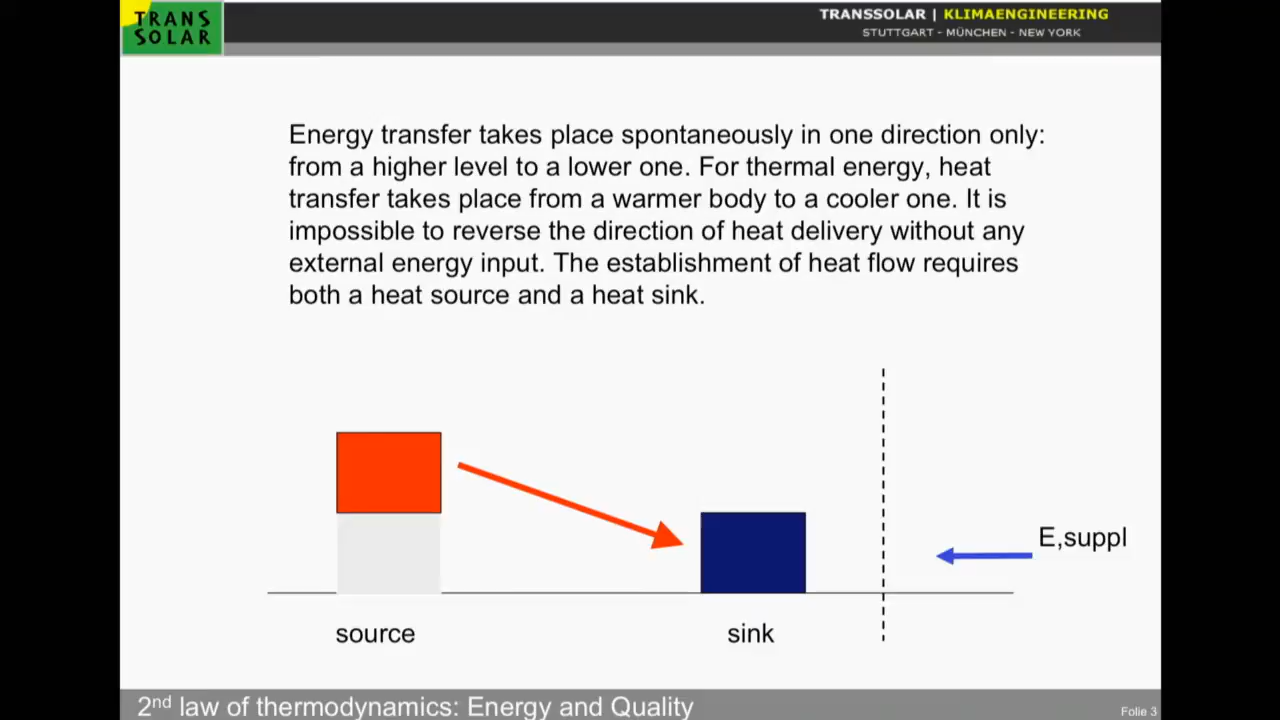 TRANS
SOLAR
TRANSSOLAR | KLIMAENGINEERING
STUTTGART - MÜNCHEN - NEW YORK
Energy transfer takes place spontaneously in one direction only:
from a higher level to a lower one. For thermal energy, heat
transfer takes place from a warmer body to a cooler one. It is
impossible to reverse the direction of heat delivery without any
external energy input. The establishment of heat flow requires
both a heat source and a heat sink.
E,suppl
source
sink
2nd law of thermodynamics: Energy and Quality
Folie 3